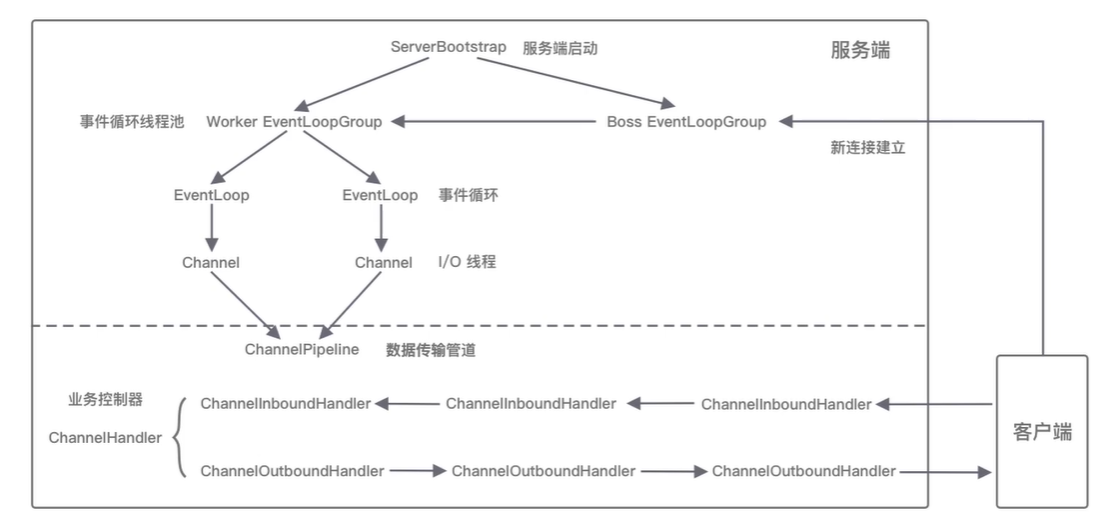 ServerBootstrap 服务端启动
服务端
事件循环线程池 Worker EventLoopGroup Boss EventLoopGroup
新连接建立
EventLoop EventLoop 事件循环
Channel Channel I/O 线程
ChannelPipeline 数据传输管道
业务控制器
ChannelInboundHandler ChannelInboundHandler ChannelInboundHandler
ChannelHandler
客户端
ChannelOutboundHandler ChannelOutboundHandler ChannelOutboundHandler